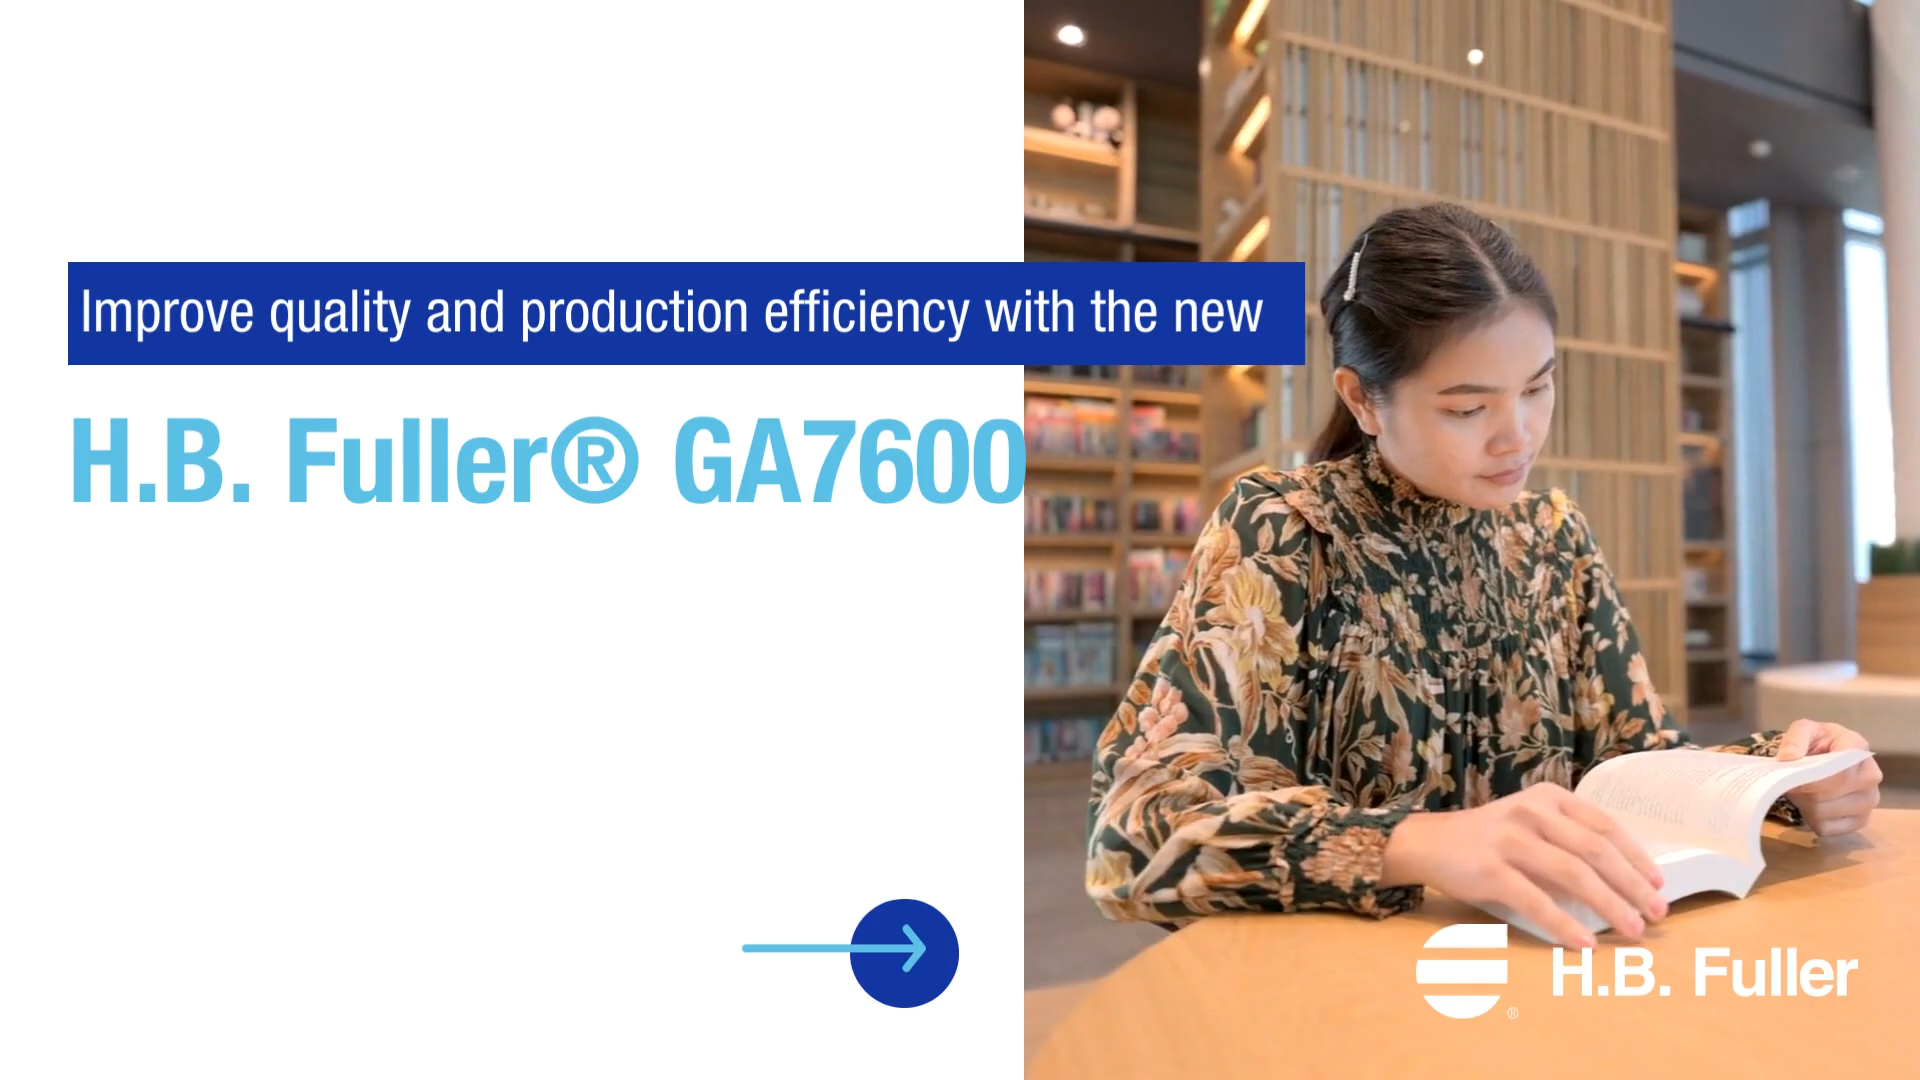 Improve quality and production efficiency with the new
H.B. Fuller® GA7600
H.B. Fuller
®